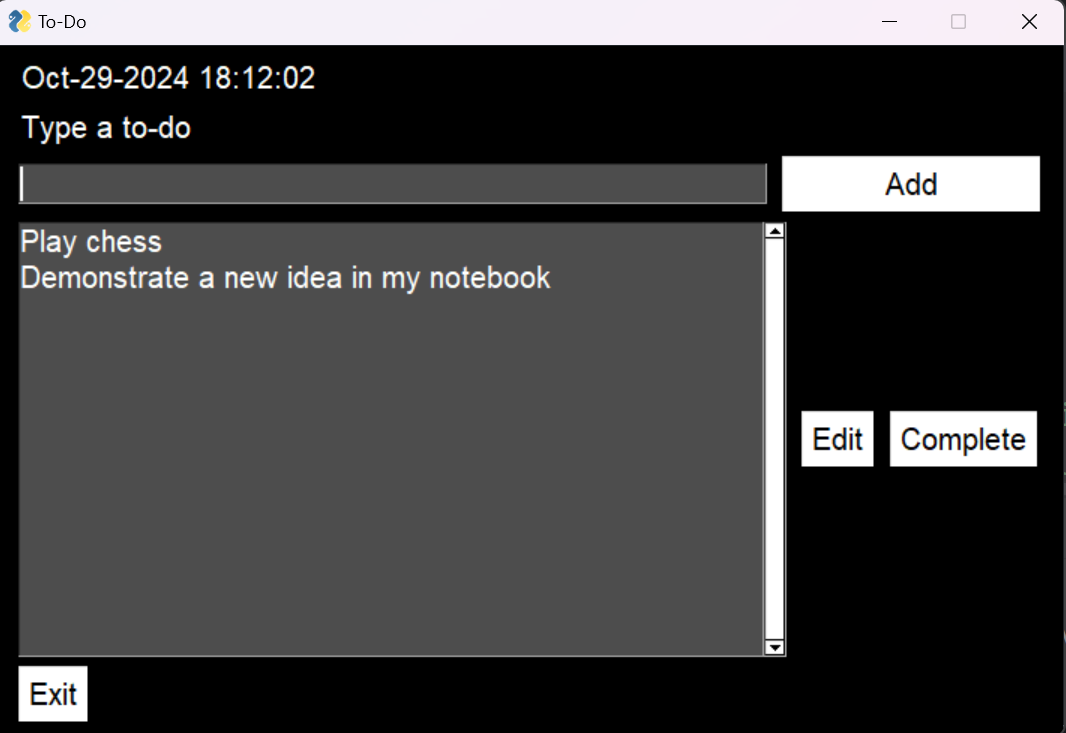 To-Do
Oct-29-2024 18:12:02
Type a to-do
Add
Play chess
Demonstrate a new idea in my notebook
Edit Complete
Exit